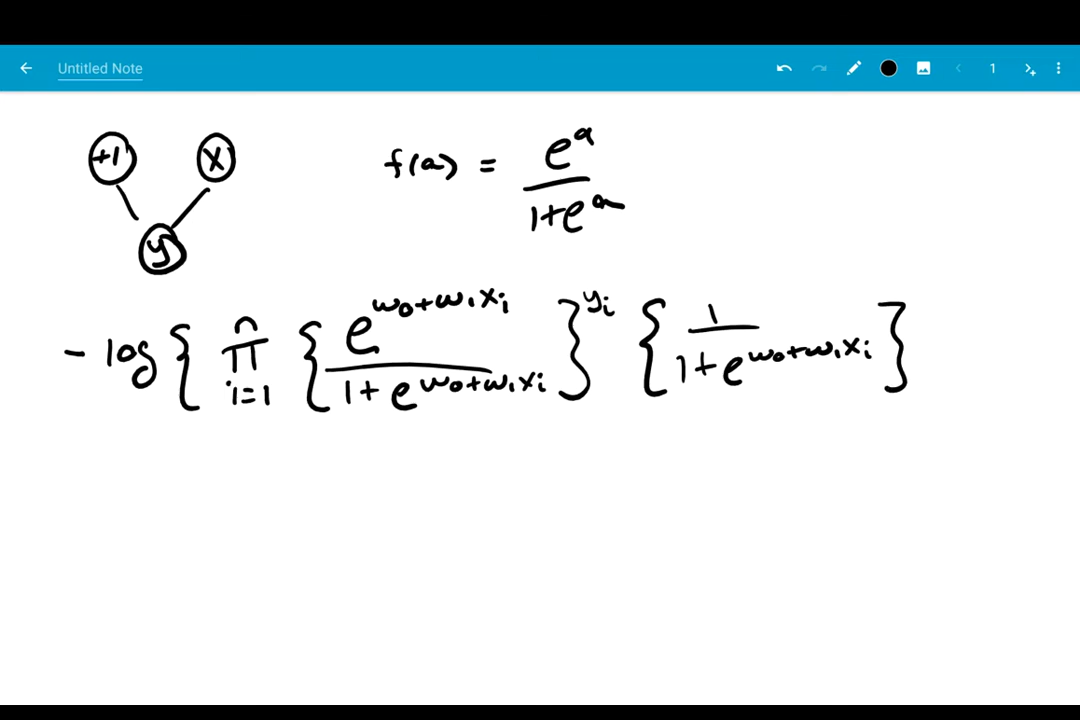 Untitled Note
1
+1 x f(a) = e^a / 1+e^a
y
- log { n ∏ i=1 { e^w₀+w₁xᵢ / 1+ e^w₀+w₁xᵢ }^yᵢ { 1 / 1+e^w₀+w₁xᵢ }